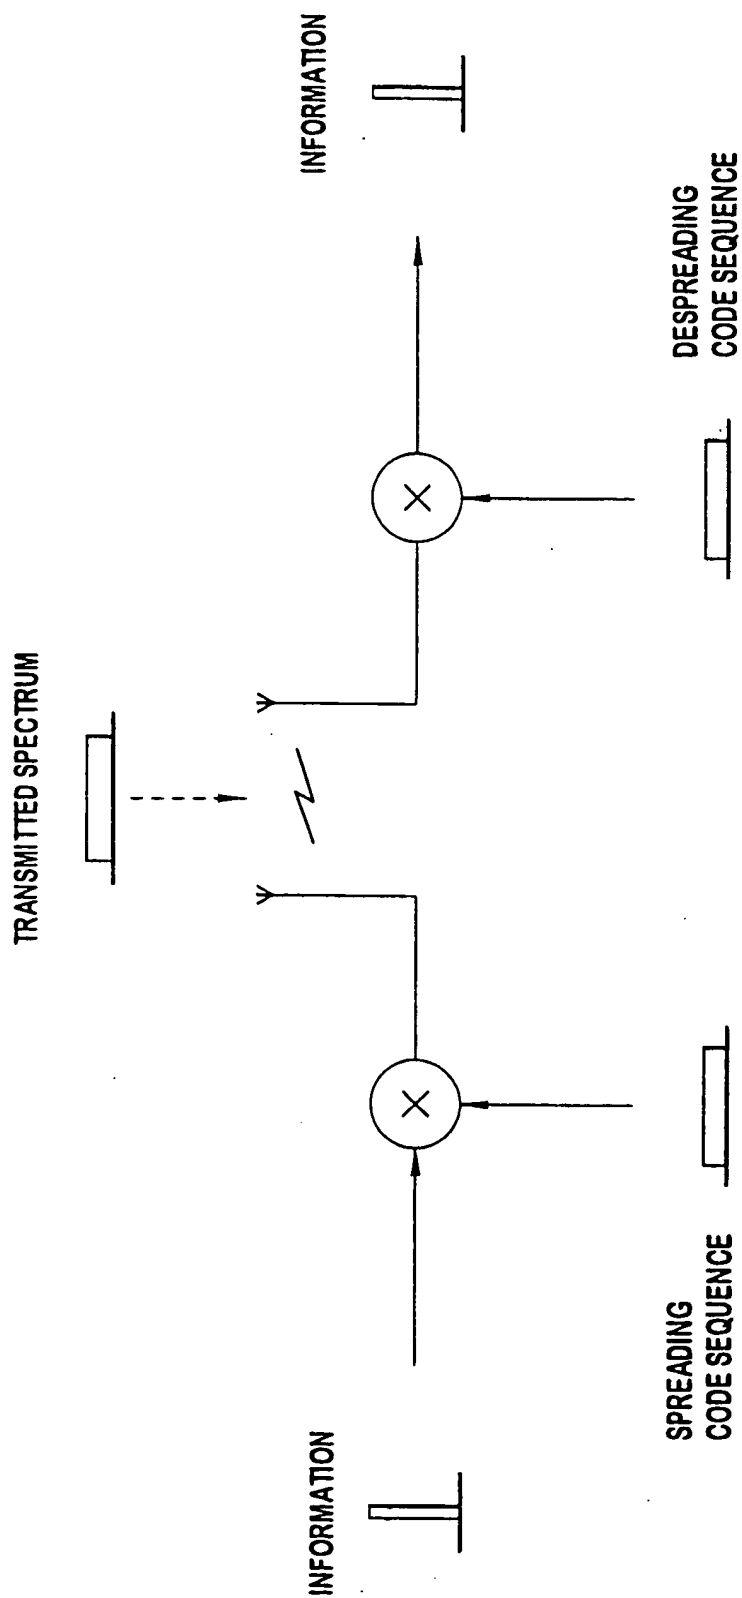 TRANSMITTED SPECTRUM
INFORMATION
INFORMATION
SPREADING
CODE SEQUENCE
DESPREADING
CODE SEQUENCE